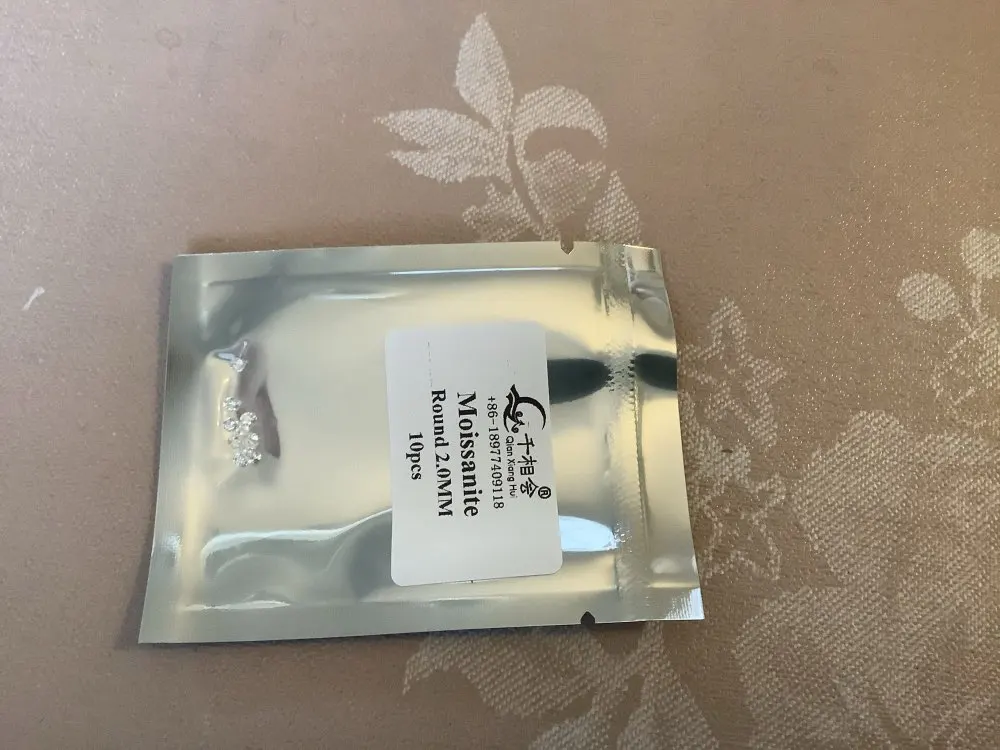 千相会®
Qian Xiang Hui
+86-18977409118
Moissanite
Round 2.0MM
10pcs